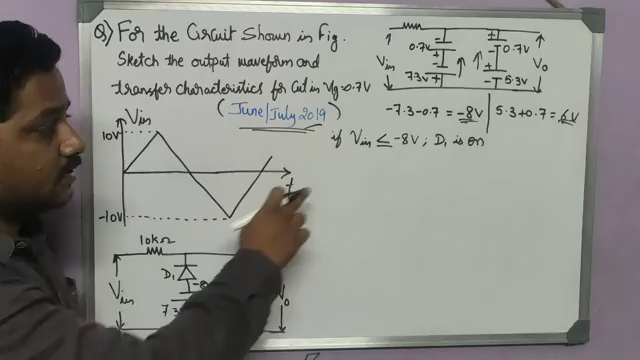 Q) For the Circuit Shown in Fig.
Sketch the output waveform and
transfer characteristics for Cut in Vg=0.7V
(June/July 2019)
Vin
10V
-10V
t
10kΩ
D1
Vin
0.7V
7.3V
Vin
+
0.7V
5.3V
Vo
-7.3-0.7 = -8V
5.3+0.7 = 6V
if Vin ≤ -8V; D1 is on